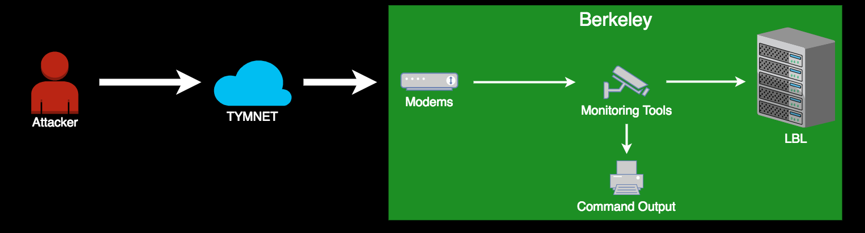 Berkeley
Attacker
TYMNET
Modems
Monitoring Tools
LBL
Command Output